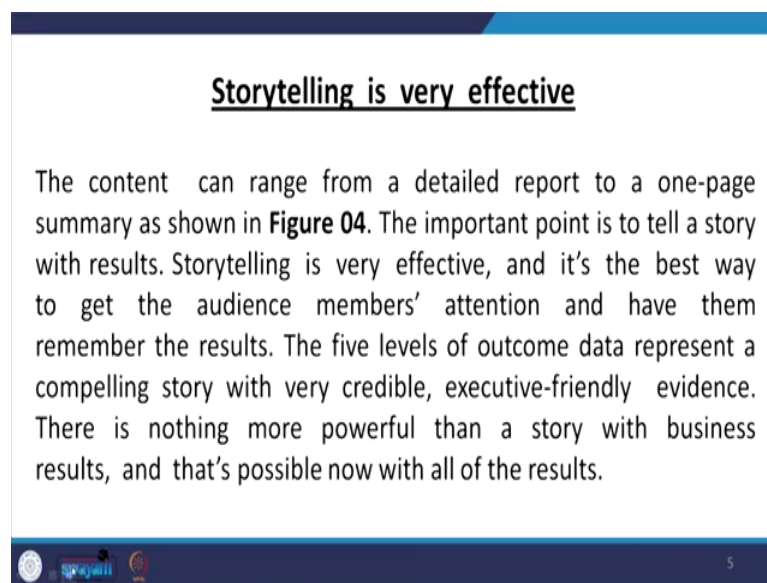 Storytelling is very effective
The content can range from a detailed report to a one-page
summary as shown in Figure 04. The important point is to tell a story
with results. Storytelling is very effective, and it’s the best way
to get the audience members’ attention and have them
remember the results. The five levels of outcome data represent a
compelling story with very credible, executive-friendly evidence.
There is nothing more powerful than a story with business
results, and that’s possible now with all of the results.
swayam
5